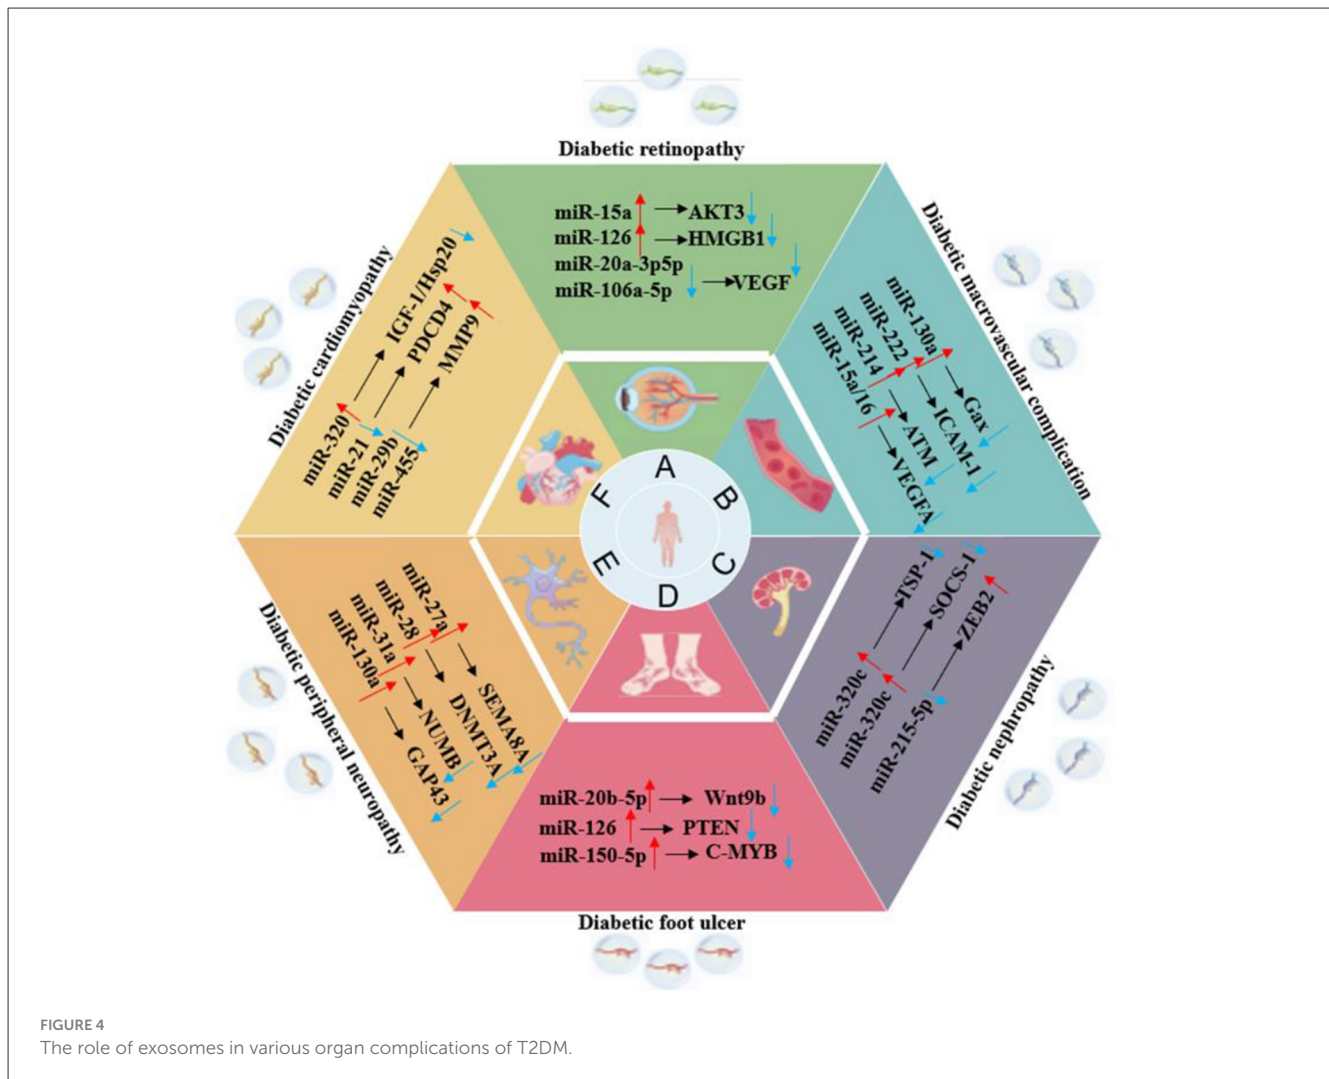 Diabetic retinopathy
miR-15a AKT3
miR-126 HMGB1
miR-20a-3p5p
miR-106a-5p VEGF
Diabetic macrovascular complication
miR-130a Gax
miR-222 ICAM-1
miR-214 ATM
miR-15a/16 VEGFA
Diabetic nephropathy
miR-320c TSP-1
miR-320c SOCS-1
miR-215-5p ZEB2
Diabetic foot ulcer
miR-20b-5p Wnt9b
miR-126 PTEN
miR-150-5p C-MYB
Diabetic peripheral neuropathy
miR-27a SEMA8A
miR-28 DNMT3A
miR-31a NUMB
miR-130a GAP43
Diabetic cardiomyopathy
miR-320 IGF-1/Hsp20
miR-21 PDCD4
miR-29b MMP9
miR-455
A
B
C
D
E
F
FIGURE 4
The role of exosomes in various organ complications of T2DM.